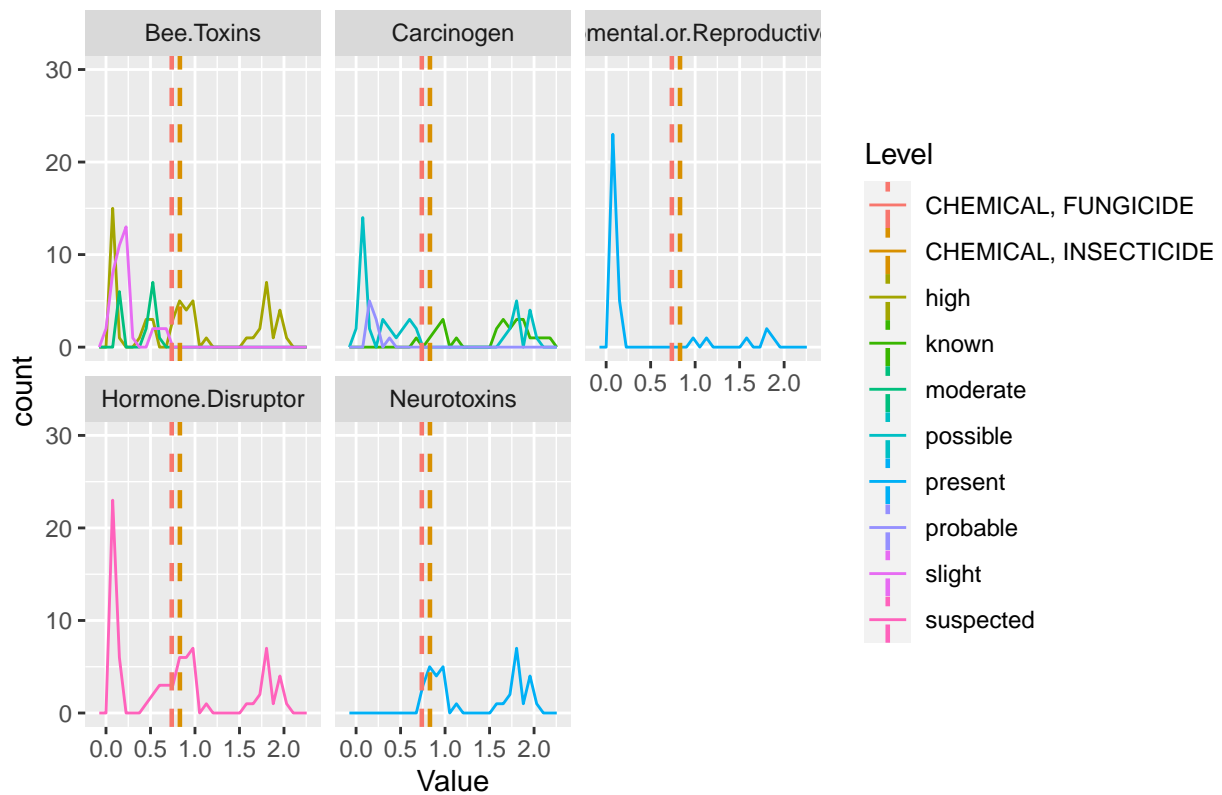 Bee.Toxins
Carcinogen
omental.or.Reproductive
30
20
10
0
0.0 0.5 1.0 1.5 2.0
Hormone.Disruptor
Neurotoxins
30
20
10
0
0.0 0.5 1.0 1.5 2.0
0.0 0.5 1.0 1.5 2.0
count
Value
Level
CHEMICAL, FUNGICIDE
CHEMICAL, INSECTICIDE
high
known
moderate
possible
present
probable
slight
suspected